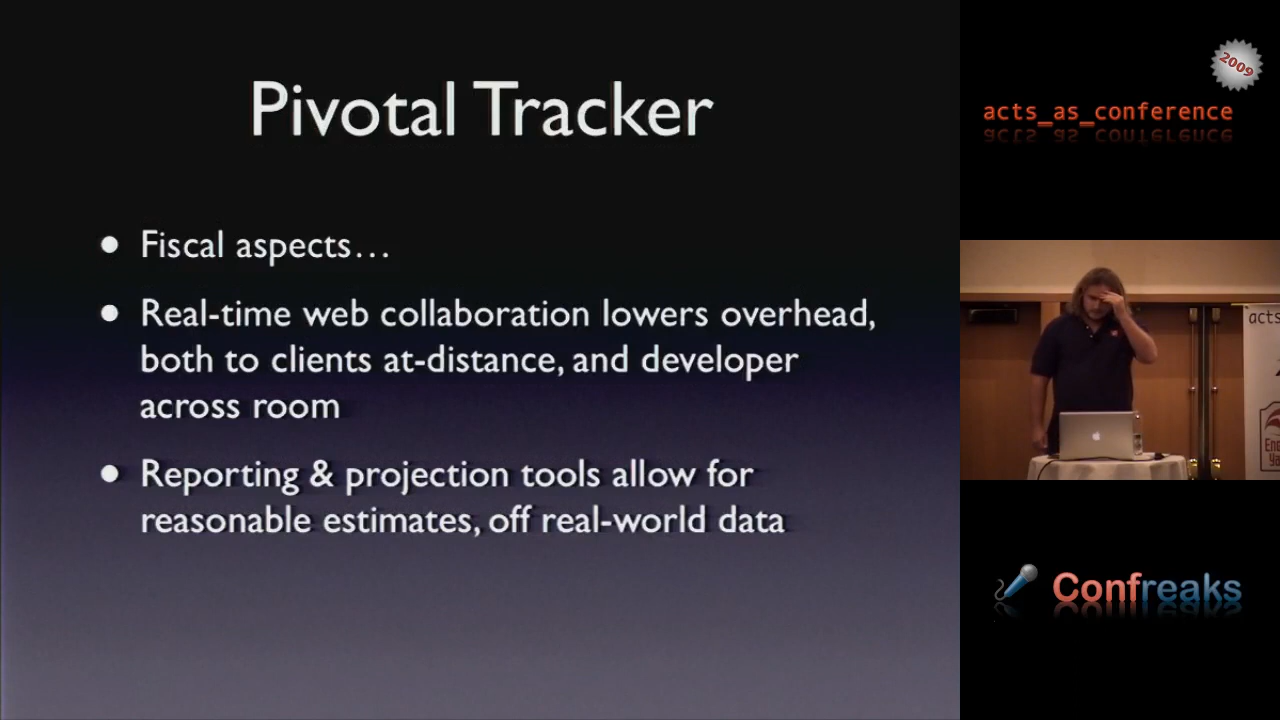 Pivotal Tracker
• Fiscal aspects…
• Real-time web collaboration lowers overhead,
both to clients at-distance, and developer
across room
• Reporting & projection tools allow for
reasonable estimates, off real-world data
2009
acts_as_conference
acts
Confreaks